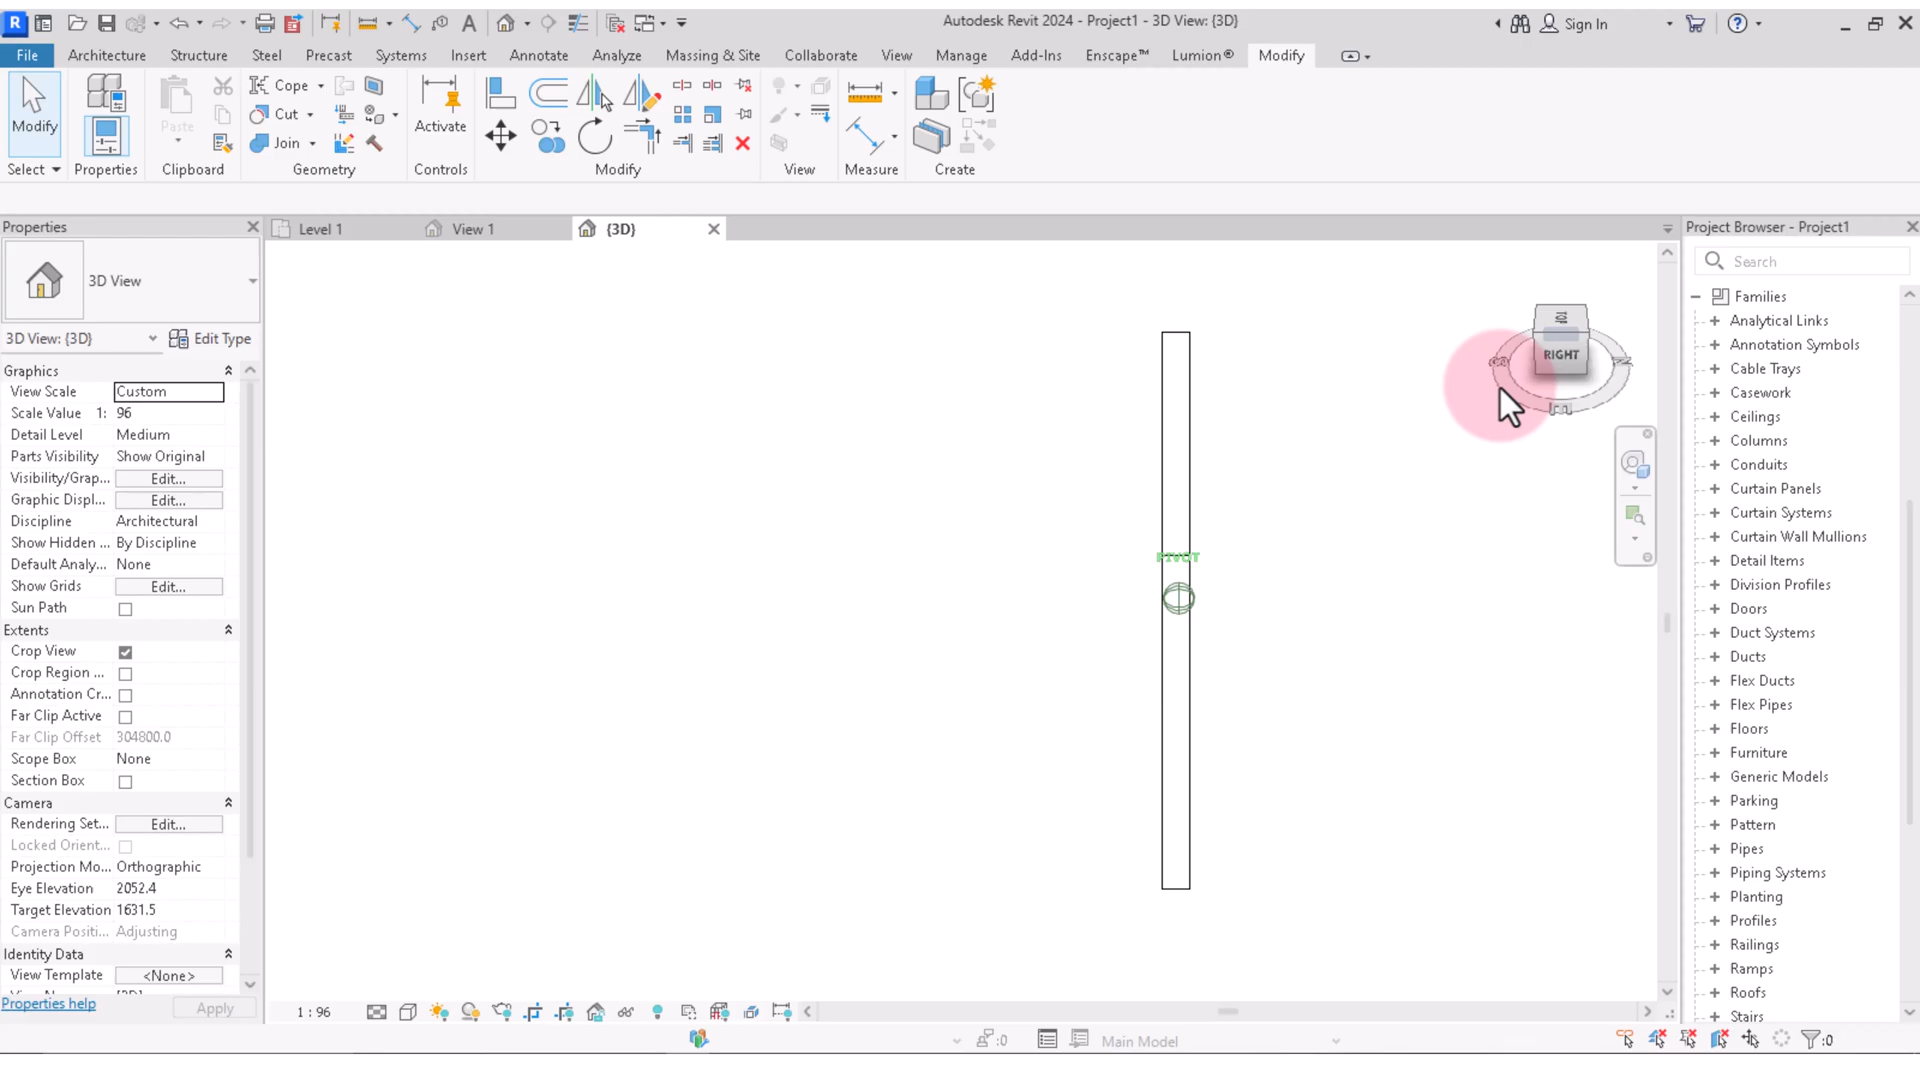 Autodesk Revit 2024 - Project1 - 3D View: {3D}
Sign In
File Architecture Structure Steel Precast Systems Insert Annotate Analyze Massing & Site Collaborate View Manage Add-Ins Enscape™ Lumion® Modify
Modify
Paste
Cope
Cut
Join
Activate
Select Properties Clipboard Geometry Controls Modify View Measure Create
Properties
3D View
3D View: {3D}
Edit Type
Graphics
View Scale Custom
Scale Value 1: 96
Detail Level Medium
Parts Visibility Show Original
Visibility/Grap... Edit...
Graphic Displ... Edit...
Discipline Architectural
Show Hidden ... By Discipline
Default Analy... None
Show Grids Edit...
Sun Path
Extents
Crop View
Crop Region ...
Annotation Cr...
Far Clip Active
Far Clip Offset 304800.0
Scope Box None
Section Box
Camera
Rendering Set... Edit...
Locked Orient...
Projection Mo... Orthographic
Eye Elevation 2052.4
Target Elevation 1631.5
Camera Positi... Adjusting
Identity Data
View Template <None>
Properties help
Apply
Level 1
View 1
{3D}
TOP
RIGHT
PIVOT
1 : 96
:0
Main Model
:0
Project Browser - Project1
Search
Families
Analytical Links
Annotation Symbols
Cable Trays
Casework
Ceilings
Columns
Conduits
Curtain Panels
Curtain Systems
Curtain Wall Mullions
Detail Items
Division Profiles
Doors
Duct Systems
Ducts
Flex Ducts
Flex Pipes
Floors
Furniture
Generic Models
Parking
Pattern
Pipes
Piping Systems
Planting
Profiles
Railings
Ramps
Roofs
Stairs